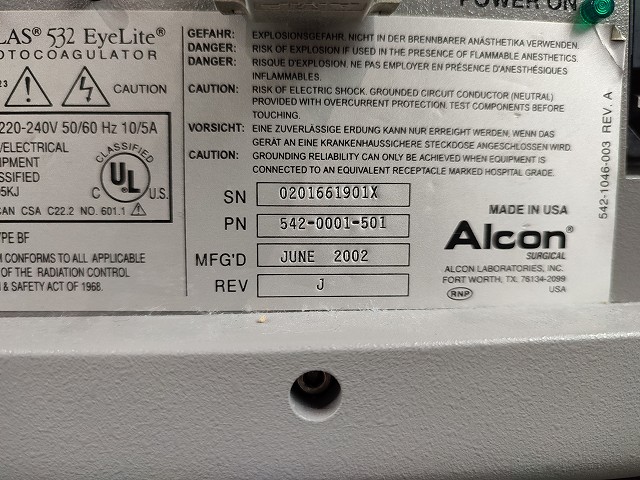 POWER ON
LAS 532 EyeLite®
OTOCOAGULATOR
CAUTION
220-240V 50/60 Hz 10/5A
/ELECTRICAL
IPMENT
SSIFIED
5KJ
CLASSIFIED
C UL® U.S.
CAN CSA C22.2 NO. 601.1
YPE BF
M CONFORMS TO ALL APPLICABLE
OF THE RADIATION CONTROL
H & SAFETY ACT OF 1968.
GEFAHR: EXPLOSIONSGEFAHR. NICHT IN DER BRENNBARER ANÄSTHETIKA VERWENDEN.
DANGER: RISK OF EXPLOSION IF USED IN THE PRESENCE OF FLAMMABLE ANESTHETICS.
DANGER: RISQUE D'EXPLOSION. NE PAS EMPLOYER EN PRÉSENCE D'ANESTHÉSIQUES
INFLAMMABLES.
CAUTION: RISK OF ELECTRIC SHOCK. GROUNDED CIRCUIT CONDUCTOR (NEUTRAL)
PROVIDED WITH OVERCURRENT PROTECTION. TEST COMPONENTS BEFORE
TOUCHING.
VORSICHT: EINE ZUVERLÄSSIGE ERDUNG KANN NUR ERREICHT WERDEN, WENN DAS
GERÄT AN EINE KRANKENHAUSSICHERE STECKDOSE ANGESCHLOSSEN WIRD.
CAUTION: GROUNDING RELIABILITY CAN ONLY BE ACHIEVED WHEN EQUIPMENT IS
CONNECTED TO AN EQUIVALENT RECEPTACLE MARKED HOSPITAL GRADE.
SN 0201661901X
PN 542-0001-501
MFG'D JUNE 2002
REV J
MADE IN USA
Alcon®
SURGICAL
ALCON LABORATORIES, INC.
FORT WORTH, TX. 76134-2099
RNP USA
542-1046-003 REV. A